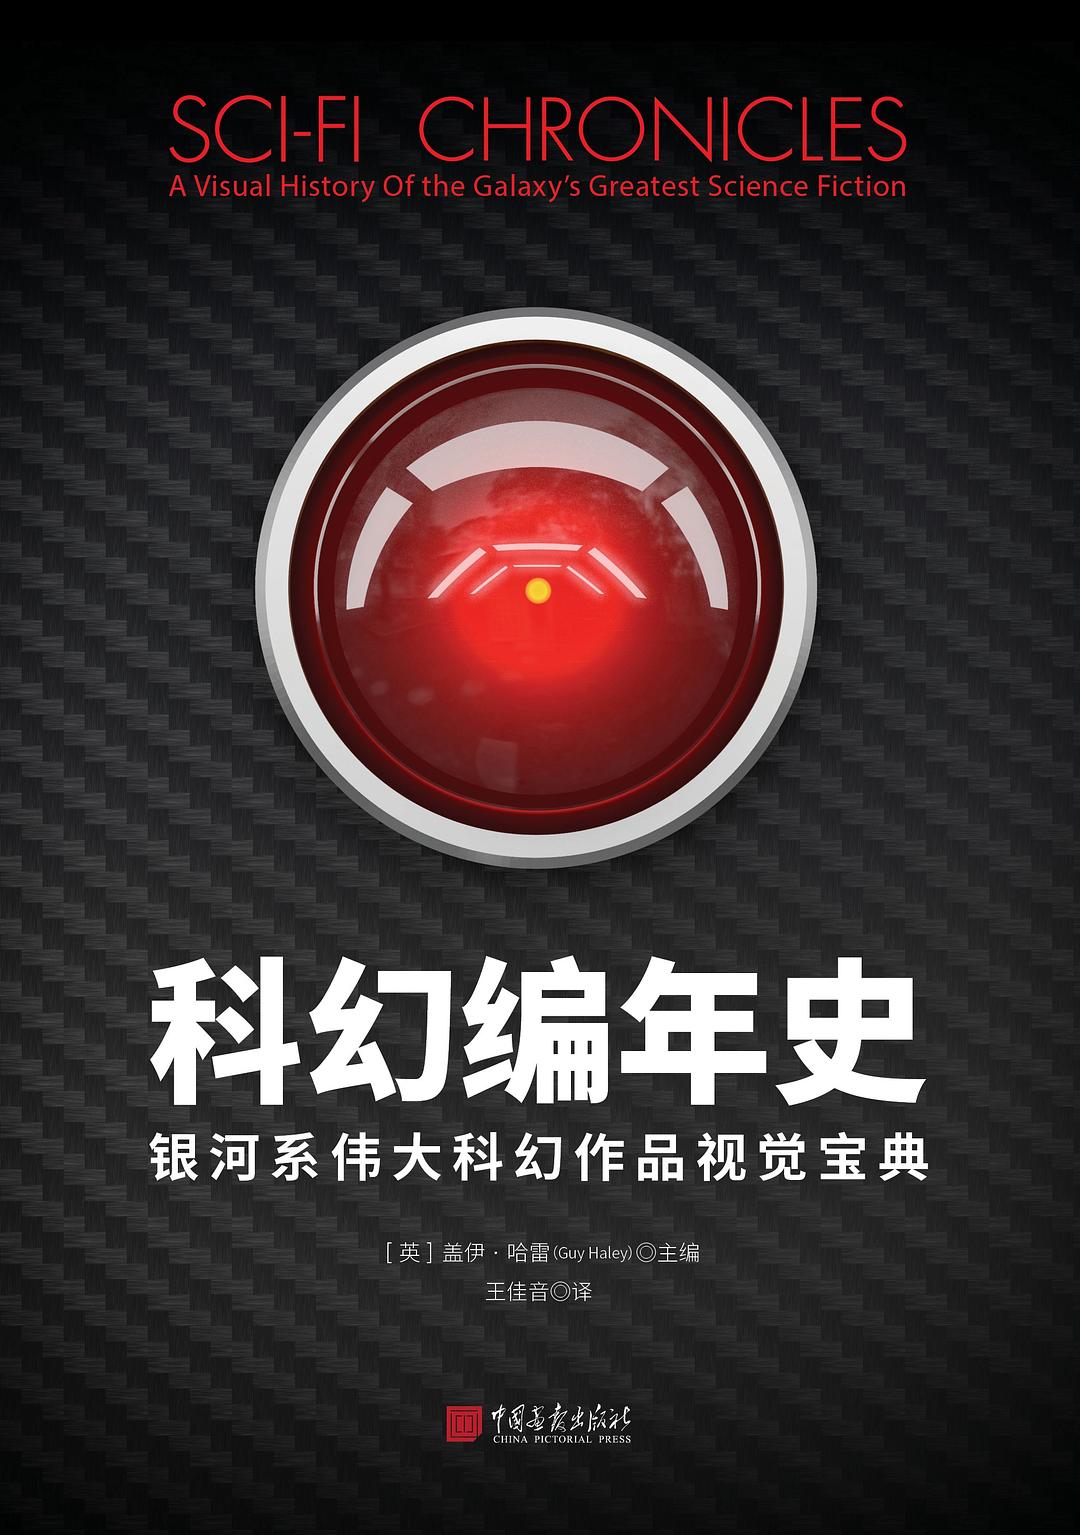 SCI-FI CHRONICLES
A Visual History Of the Galaxy's Greatest Science Fiction
科幻编年史
银河系伟大科幻作品视觉宝典
[ 英 ] 盖伊 · 哈雷(Guy Haley)◎主编
王佳音◎译
中国画报出版社
CHINA PICTORIAL PRESS